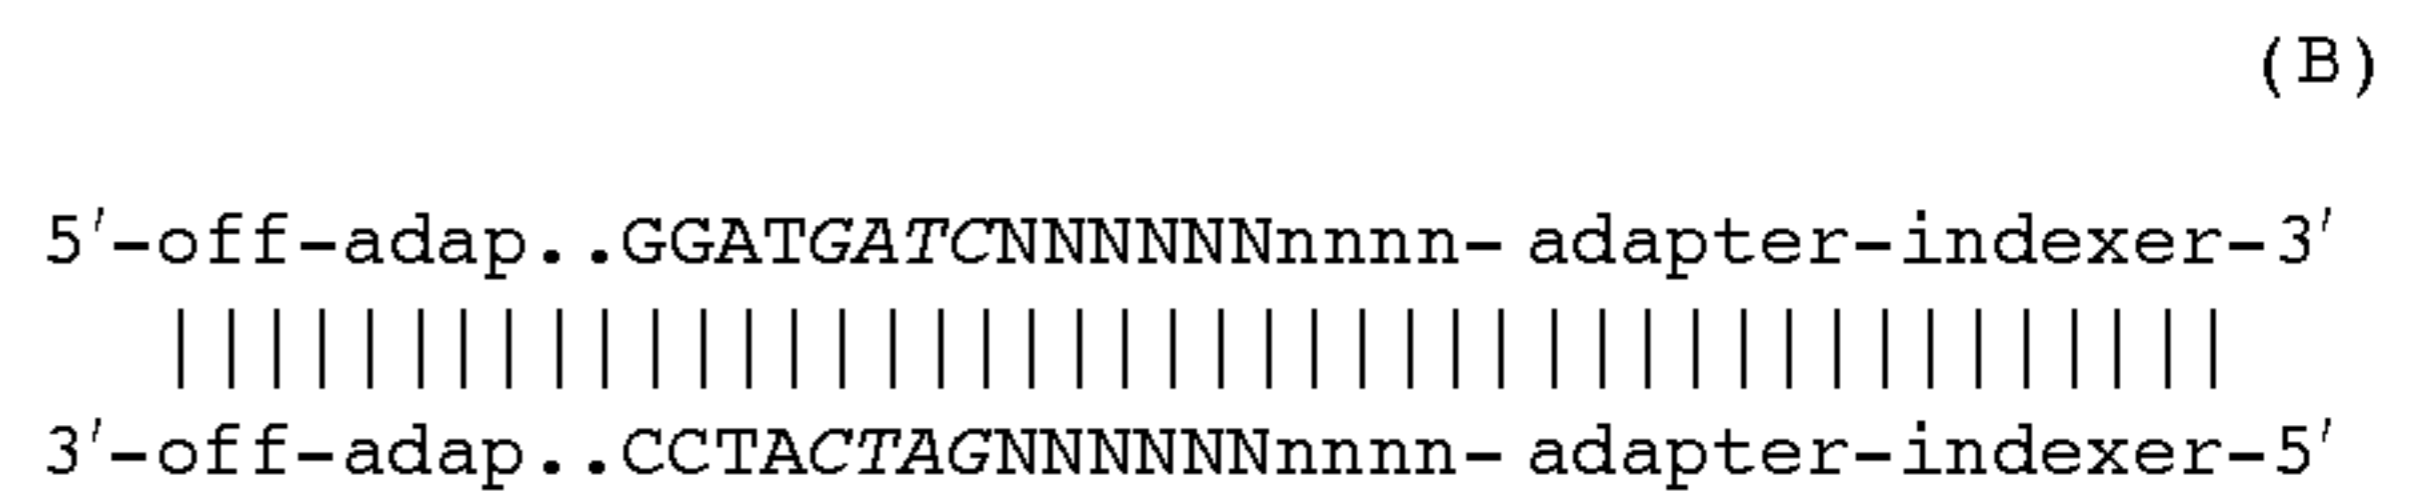 (B)
5'-off-adap..GGATGATCNNNNNNnnnn- adapter-indexer-3'
||||||||||||||||||||||||||||||||||||||||||||
3'-off-adap..CCTACTAGNNNNNNnnnn- adapter-indexer-5'